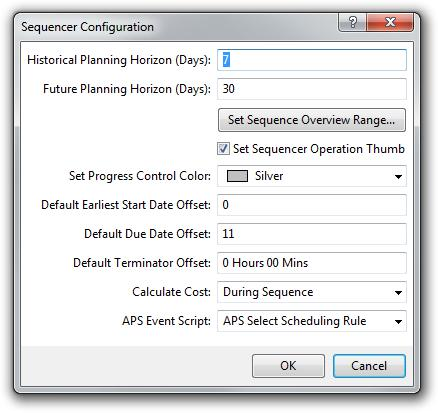 Sequencer Configuration
Historical Planning Horizon (Days): 7
Future Planning Horizon (Days): 30
Set Sequence Overview Range...
Set Sequencer Operation Thumb
Set Progress Control Color: Silver
Default Earliest Start Date Offset: 0
Default Due Date Offset: 11
Default Terminator Offset: 0 Hours 00 Mins
Calculate Cost: During Sequence
APS Event Script: APS Select Scheduling Rule
OK Cancel